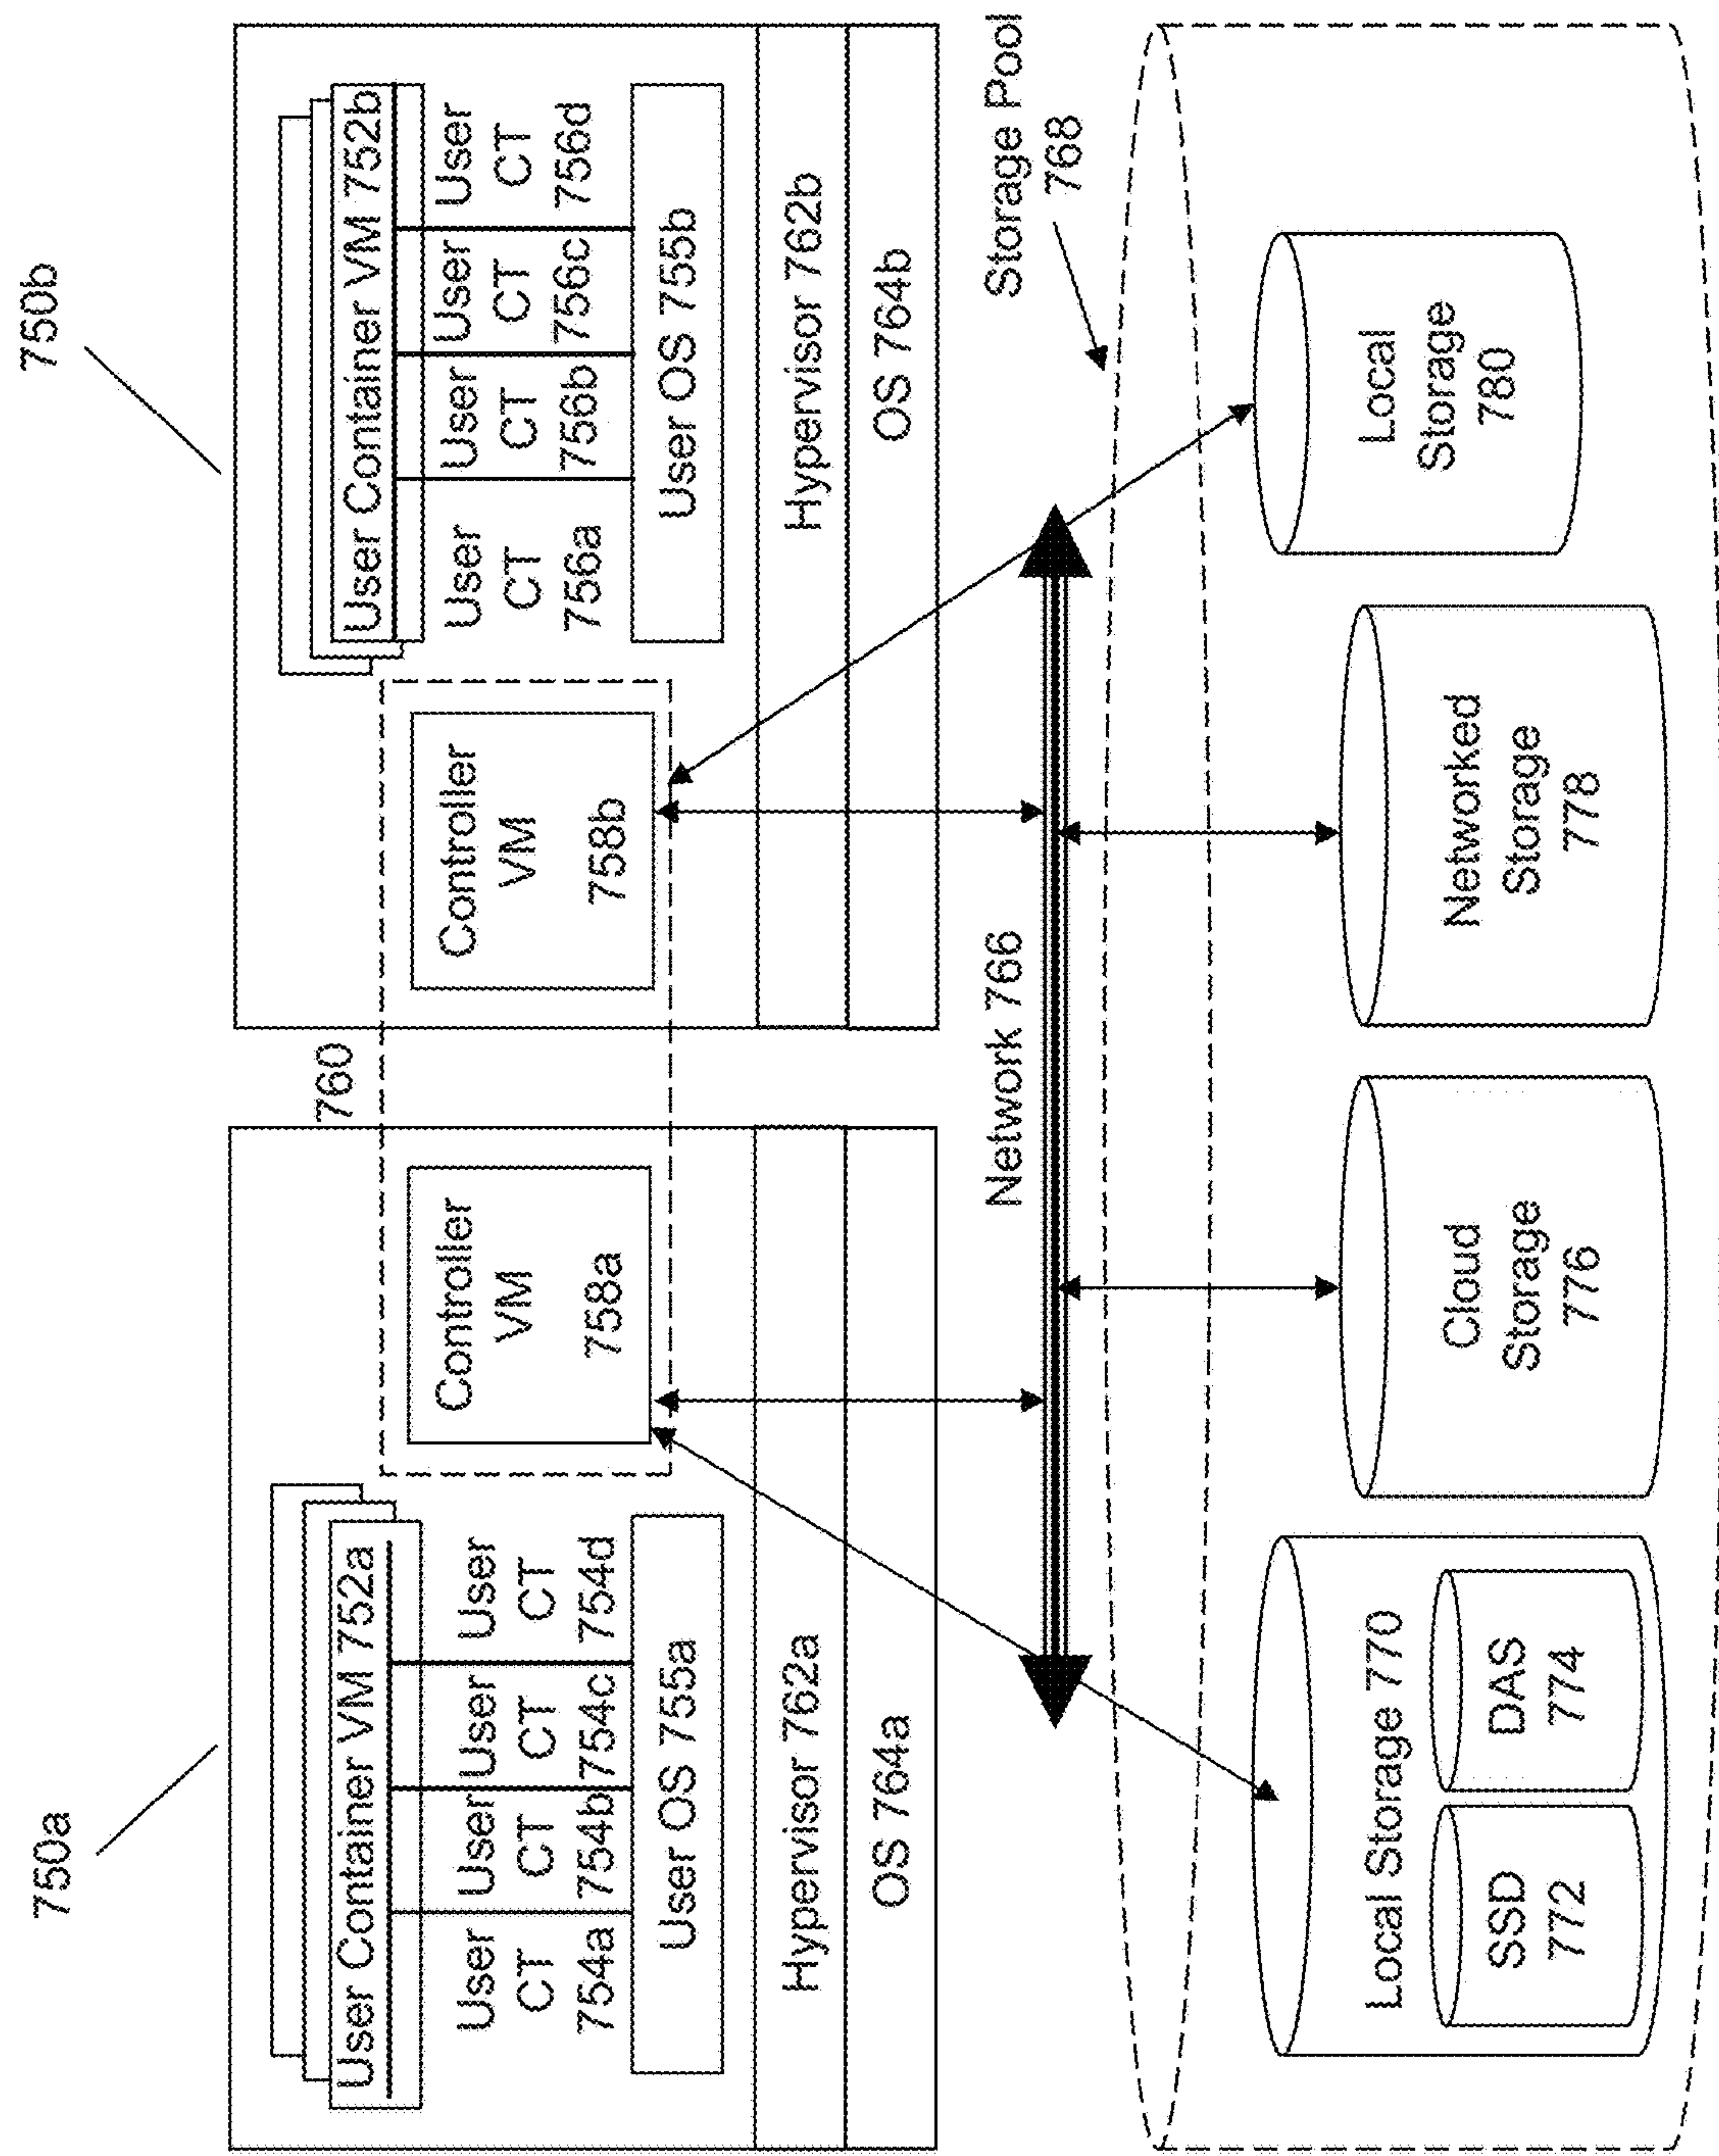 750a
750b
User Container VM 752a
User
CT
754a
User
CT
754b
User
CT
754c
User
CT
754d
User OS 755a
Controller
VM
758a
Hypervisor 762a
OS 764a
760
User Container VM 752b
Controller
VM
758b
User
CT
756a
User
CT
756b
User
CT
756c
User
CT
756d
User OS 755b
Hypervisor 762b
OS 764b
Network 766
Storage Pool
768
Local Storage 770
SSD
772
DAS
774
Cloud
Storage
776
Networked
Storage
778
Local
Storage
780